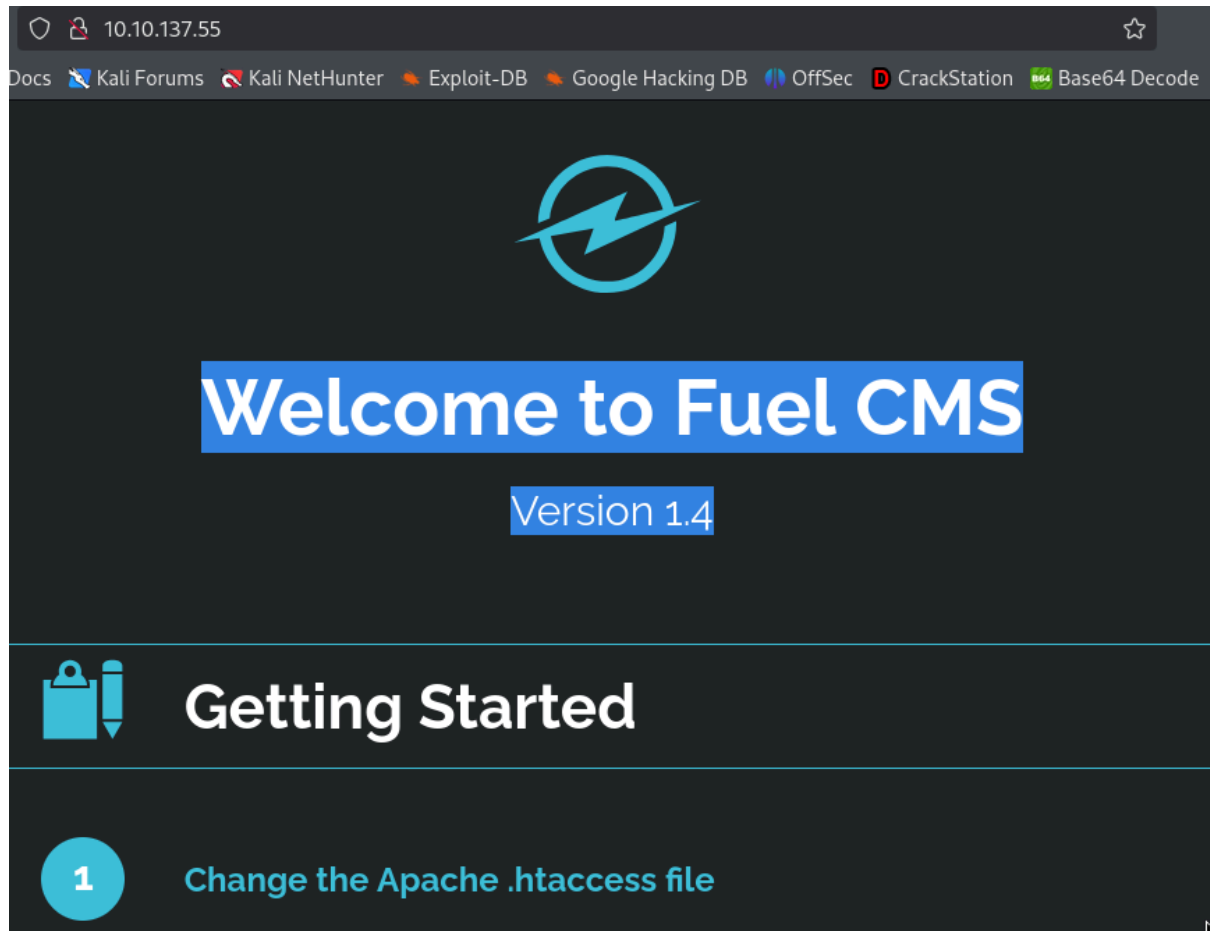 10.10.137.55
Docs Kali Forums Kali NetHunter Exploit-DB Google Hacking DB OffSec D CrackStation B64 Base64 Decode
Welcome to Fuel CMS
Version 1.4
Getting Started
1 Change the Apache .htaccess file